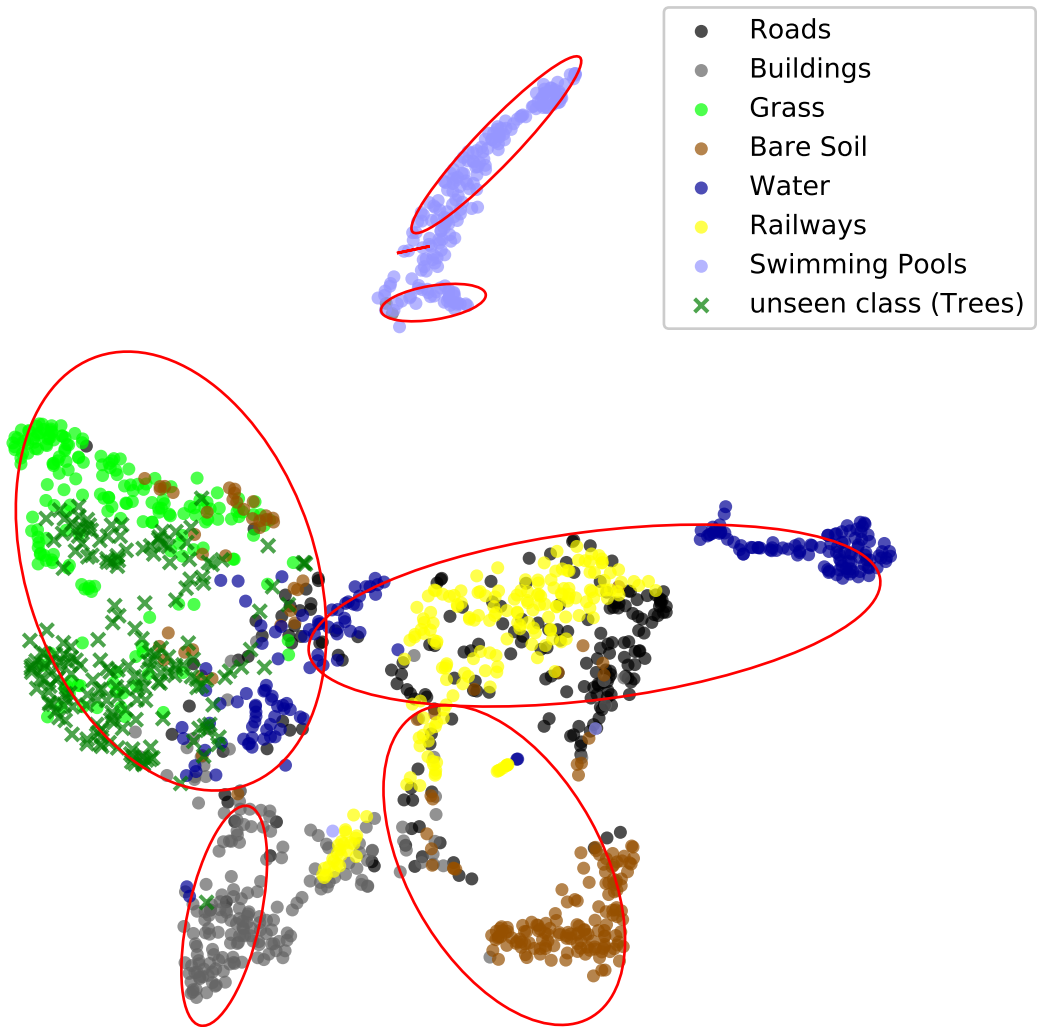 Roads
Buildings
Grass
Bare Soil
Water
Railways
Swimming Pools
unseen class (Trees)